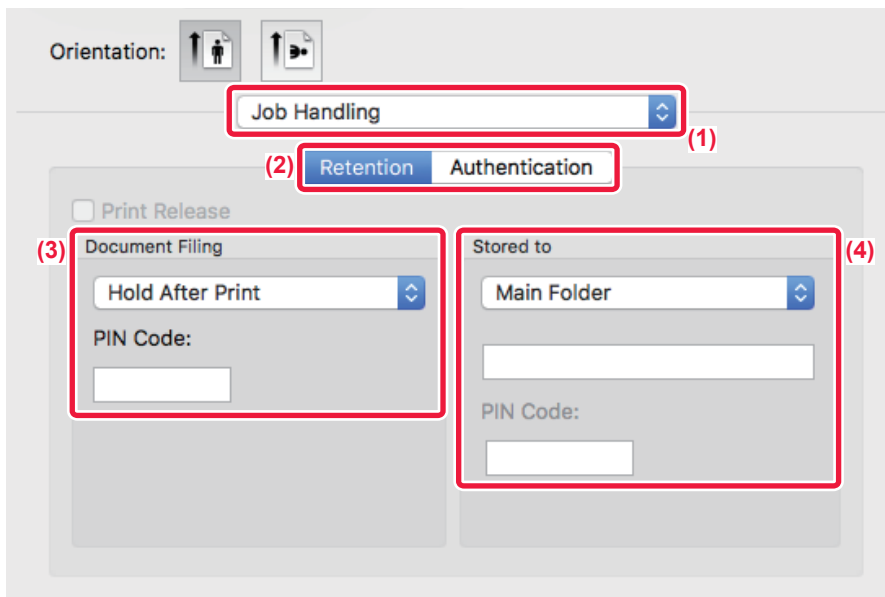 Orientation:
Job Handling
(1)
(2)
Retention
Authentication
Print Release
(3)
Document Filing
Hold After Print
PIN Code:
Stored to
(4)
Main Folder
PIN Code: